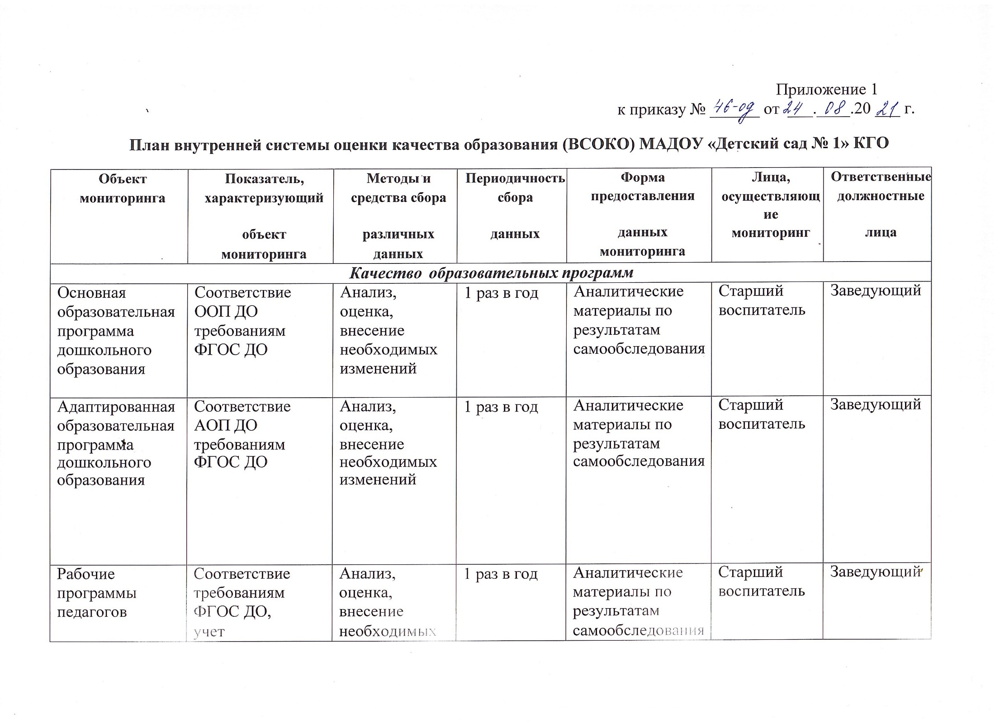 Приложение 1
к приказу № 46-од от 24.08.20 21 г.
План внутренней системы оценки качества образования (ВСОКО) МАДОУ «Детский сад № 1» КГО
Объект
мониторинга
Показатель,
характеризующий
объект
мониторинга
Методы и
средства сбора
различных
данных
Периодичность
сбора
данных
Форма
предоставления
данных
мониторинга
Лица,
осуществляющ
ие
мониторинг
Ответственные
должностные
лица
Качество образовательных программ
Основная
образовательная
программа
дошкольного
образования
Соответствие
ООП ДО
требованиям
ФГОС ДО
Анализ,
оценка,
внесение
необходимых
изменений
1 раз в год
Аналитические
материалы по
результатам
самообследования
Старший
воспитатель
Заведующий
Адаптированная
образовательная
программа
дошкольного
образования
Соответствие
АОП ДО
требованиям
ФГОС ДО
Анализ,
оценка,
внесение
необходимых
изменений
1 раз в год
Аналитические
материалы по
результатам
самообследования
Старший
воспитатель
Заведующий
Рабочие
программы
педагогов
Соответствие
требованиям
ФГОС ДО,
учет
Анализ,
оценка,
внесение
необходимых
1 раз в год
Аналитические
материалы по
результатам
самообследования
Старший
воспитатель
Заведующий